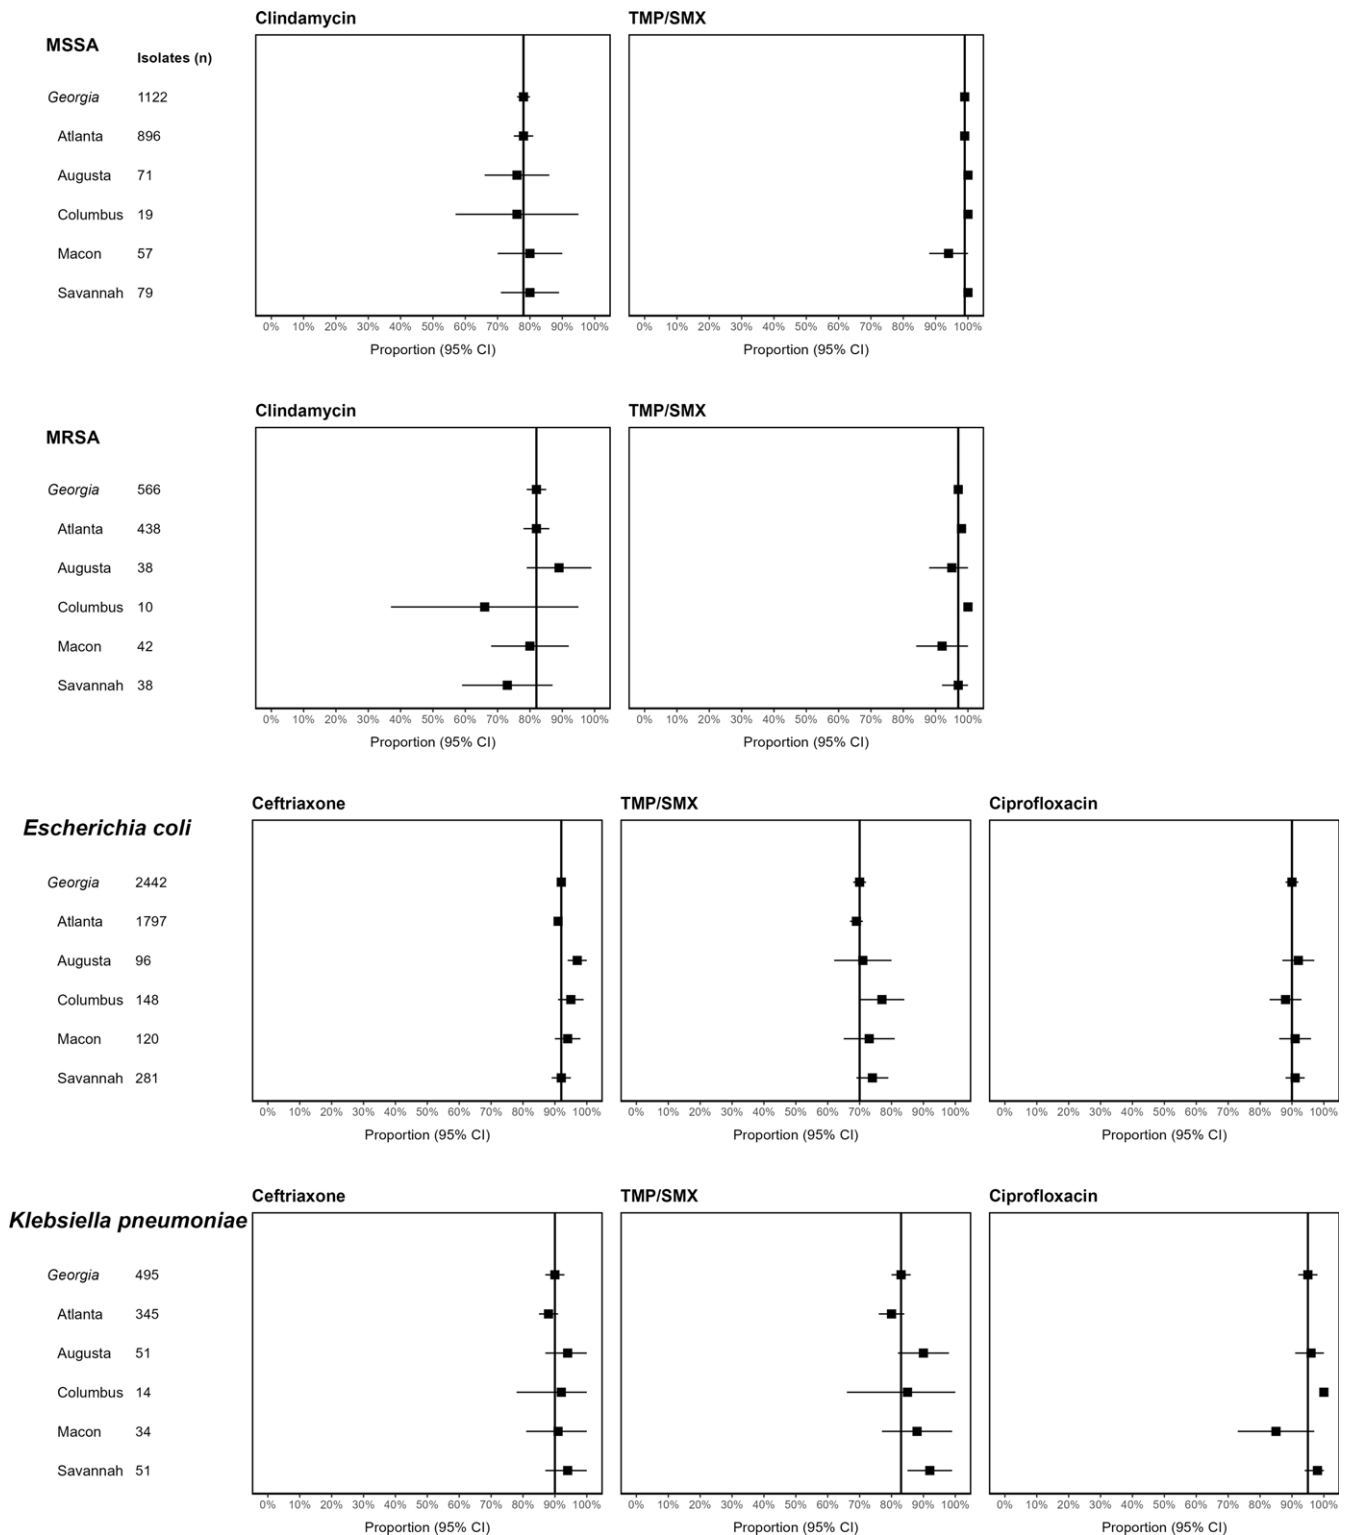 Clindamycin TMP/SMX
MSSA
Isolates (n)
Georgia 1122
Atlanta 896
Augusta 71
Columbus 19
Macon 57
Savannah 79
0% 10% 20% 30% 40% 50% 60% 70% 80% 90% 100% 0% 10% 20% 30% 40% 50% 60% 70% 80% 90% 100%
Proportion (95% CI) Proportion (95% CI)
Clindamycin TMP/SMX
MRSA
Georgia 566
Atlanta 438
Augusta 38
Columbus 10
Macon 42
Savannah 38
0% 10% 20% 30% 40% 50% 60% 70% 80% 90% 100% 0% 10% 20% 30% 40% 50% 60% 70% 80% 90% 100%
Proportion (95% CI) Proportion (95% CI)
Ceftriaxone TMP/SMX Ciprofloxacin
Escherichia coli
Georgia 2442
Atlanta 1797
Augusta 96
Columbus 148
Macon 120
Savannah 281
0% 10% 20% 30% 40% 50% 60% 70% 80% 90% 100% 0% 10% 20% 30% 40% 50% 60% 70% 80% 90% 100% 0% 10% 20% 30% 40% 50% 60% 70% 80% 90% 100%
Proportion (95% CI) Proportion (95% CI) Proportion (95% CI)
Ceftriaxone TMP/SMX Ciprofloxacin
Klebsiella pneumoniae
Georgia 495
Atlanta 345
Augusta 51
Columbus 14
Macon 34
Savannah 51
0% 10% 20% 30% 40% 50% 60% 70% 80% 90% 100% 0% 10% 20% 30% 40% 50% 60% 70% 80% 90% 100% 0% 10% 20% 30% 40% 50% 60% 70% 80% 90% 100%
Proportion (95% CI) Proportion (95% CI) Proportion (95% CI)